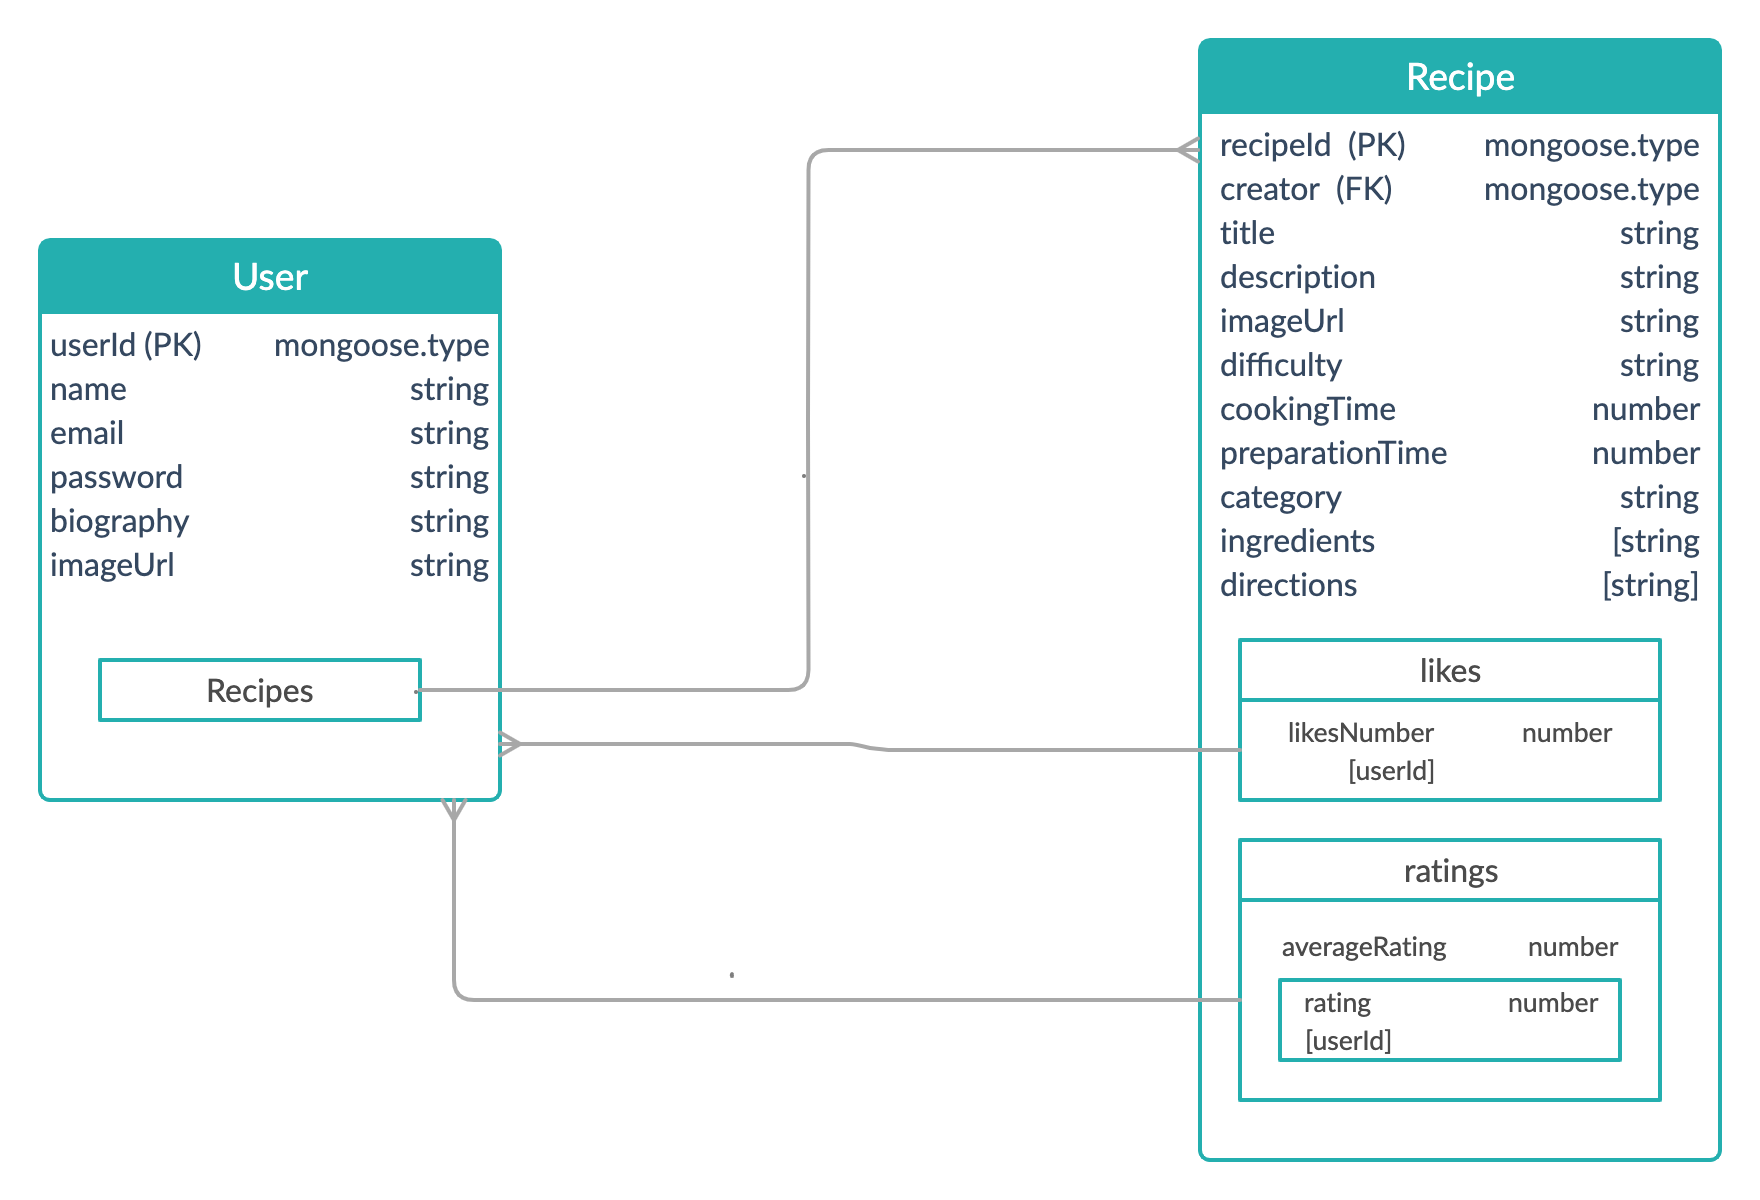 User
userId (PK) mongoose.type
name string
email string
password string
biography string
imageUrl string
Recipes
Recipe
recipeId (PK) mongoose.type
creator (FK) mongoose.type
title string
description string
imageUrl string
difficulty string
cookingTime number
preparationTime number
category string
ingredients [string
directions [string]
likes
likesNumber number
[userId]
ratings
averageRating number
rating number
[userId]